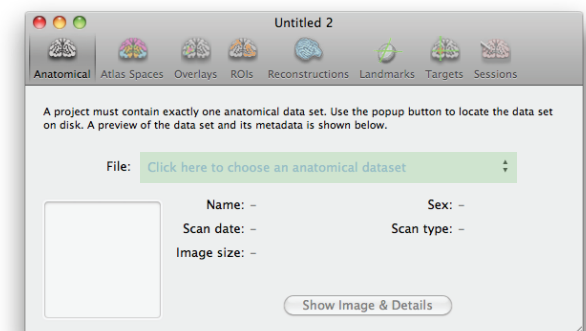 Untitled 2
Anatomical Atlas Spaces Overlays ROIs Reconstructions Landmarks Targets Sessions
A project must contain exactly one anatomical data set. Use the popup button to locate the data set
on disk. A preview of the data set and its metadata is shown below.
File: Click here to choose an anatomical dataset
Name: – Sex: –
Scan date: – Scan type: –
Image size: –
Show Image & Details